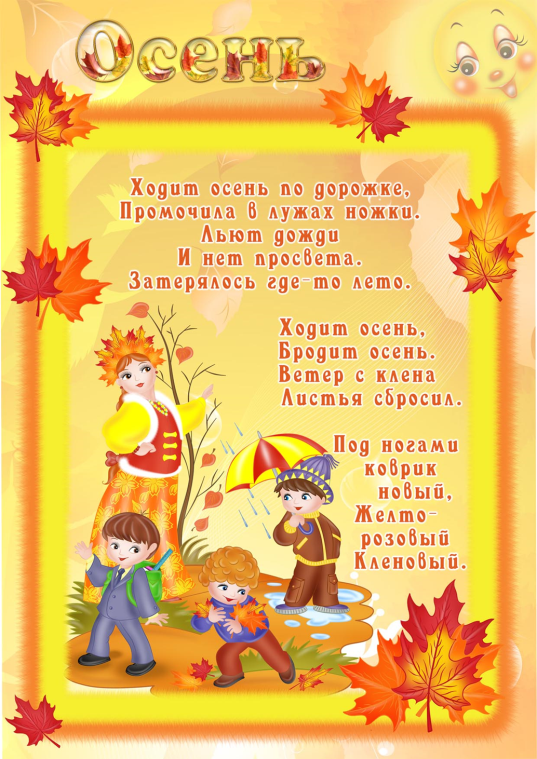 Осень
Ходит осень по дорожке,
Промочила в лужах ножки.
Льют дожди
И нет просвета.
Затерялось где-то лето.
Ходит осень,
Бродит осень.
Ветер с клена
Листья сбросил.
Под ногами
коврик
новый,
Желто-
розовый
Кленовый.